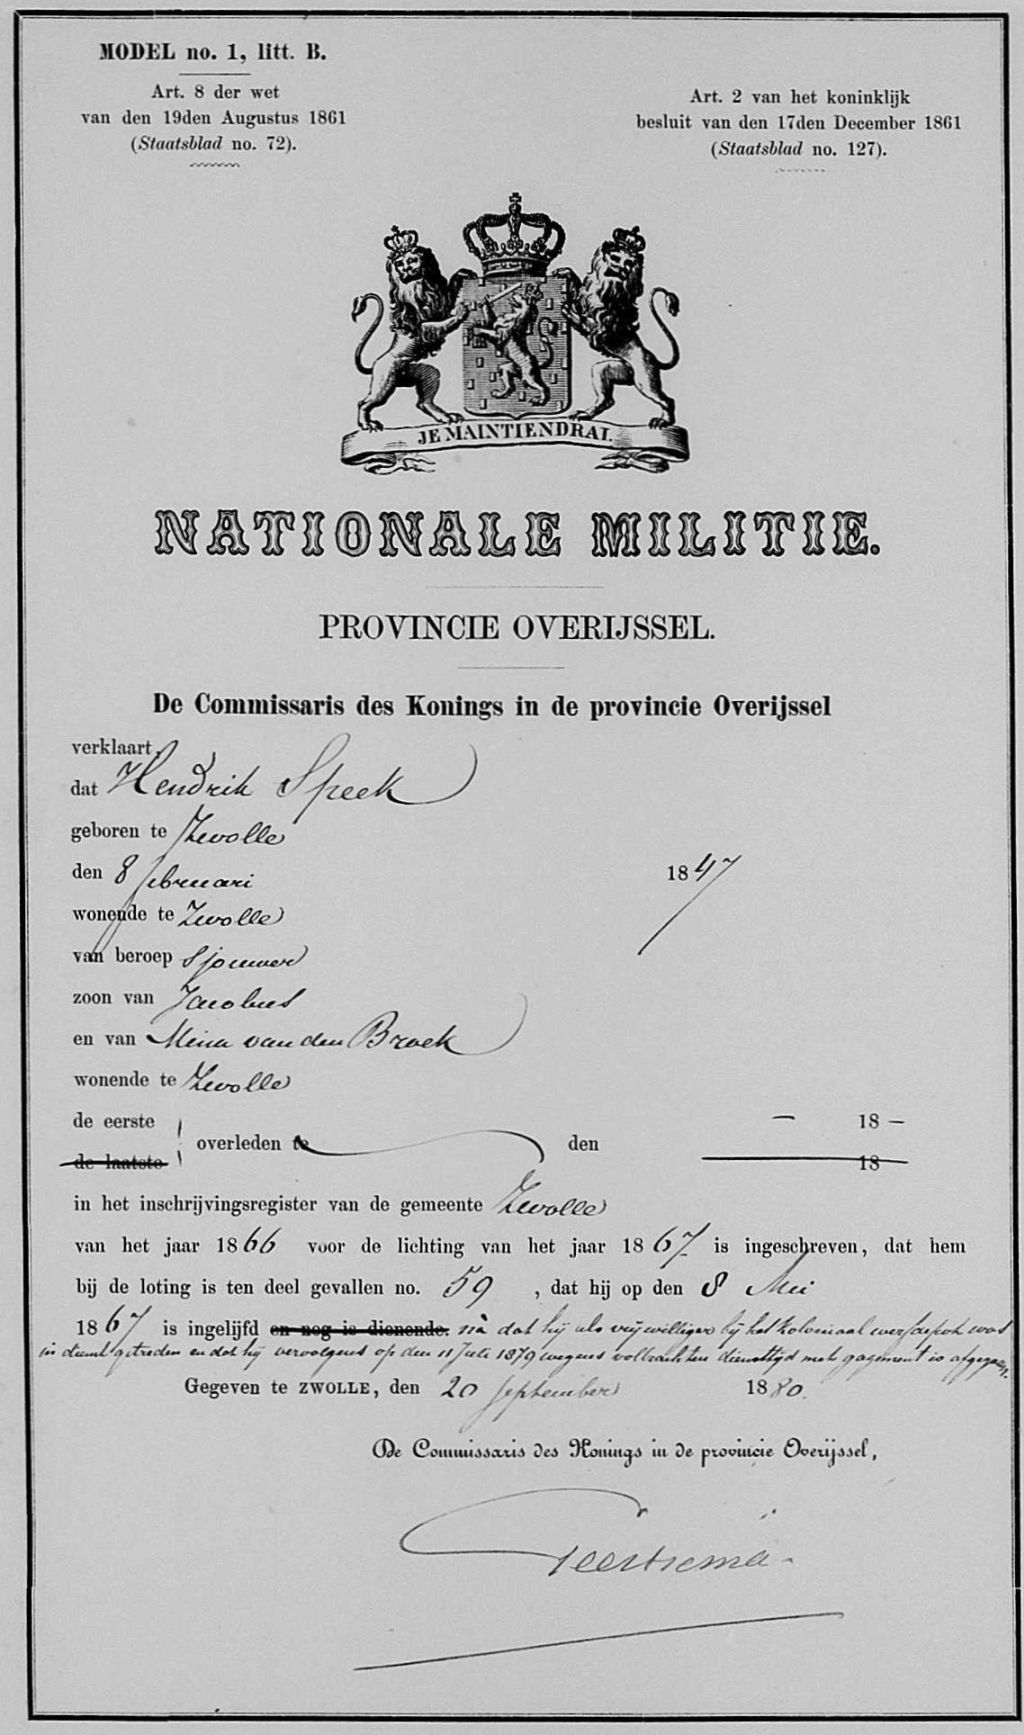 MODEL no. 1, litt. B.
Art. 8 der wet
van den 19den Augustus 1861
(Staatsblad no. 72).
Art. 2 van het koninklijk
besluit van den 17den December 1861
(Staatsblad no. 127).
JE MAINTIENDRAI.
NATIONALE MILITIE.
PROVINCIE OVERIJSSEL.
De Commissaris des Konings in de provincie Overijssel
verklaart,
dat Hendrik Speek
geboren te Zwolle
den 8 februari 1847
wonende te Zwolle
van beroep Sjouwer
zoon van Jacobus
en van Mina van den Broek
wonende te Zwolle
de eerste — 18 —
overleden te den
de laatste 18
in het inschrijvingsregister van de gemeente Zwolle
van het jaar 1866 voor de lichting van het jaar 1867 is ingeschreven, dat hem
bij de loting is ten deel gevallen no. 59 , dat hij op den 8 Mei
1867 is ingelijfd en nog is dienende. na dat hij als vrijwilliger bij het Koloniaal werfdepot was
in dienst getreden en dat hij vervolgens op den 11 Juli 1879 wegens volbrachten diensttijd met gagement is afgegaan.
Gegeven te ZWOLLE, den 20 September 1880.
De Commissaris des Konings in de provincie Overijssel,
Geertsema